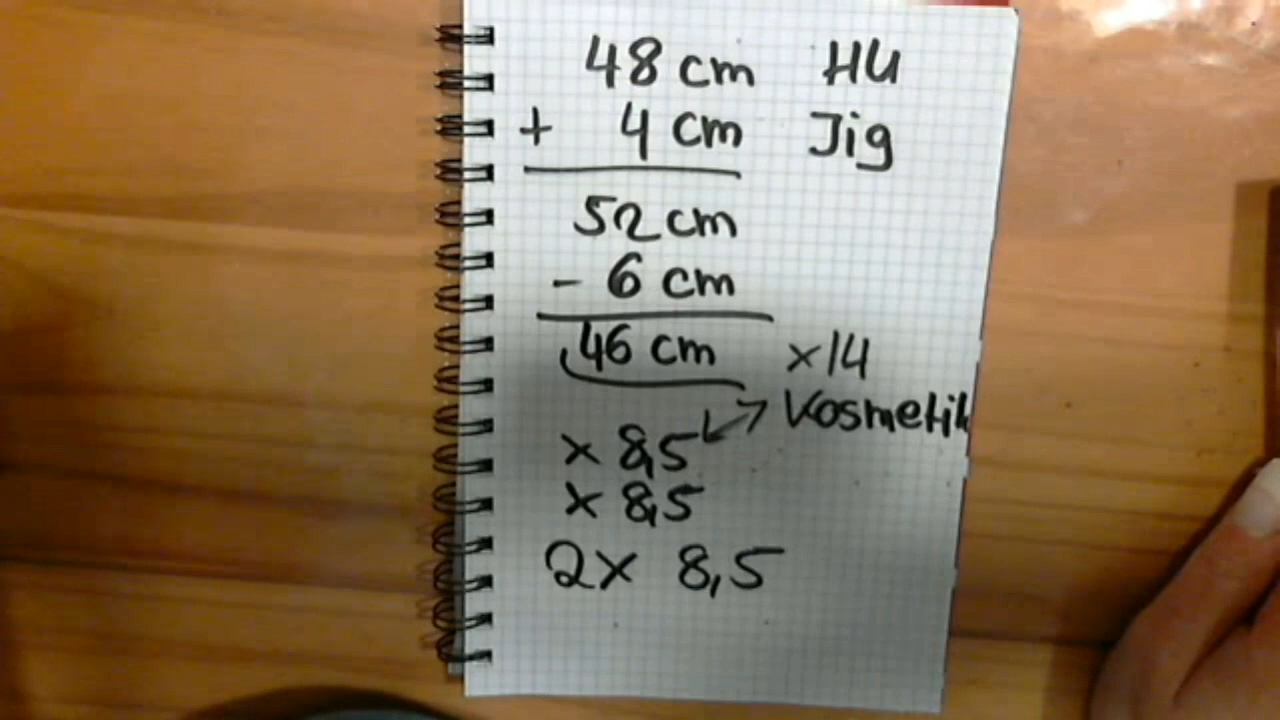 48 cm HU
+ 4 cm Jig
52 cm
- 6 cm
46 cm x14
Kosmetik
x 8,5
x 8,5
2x 8,5